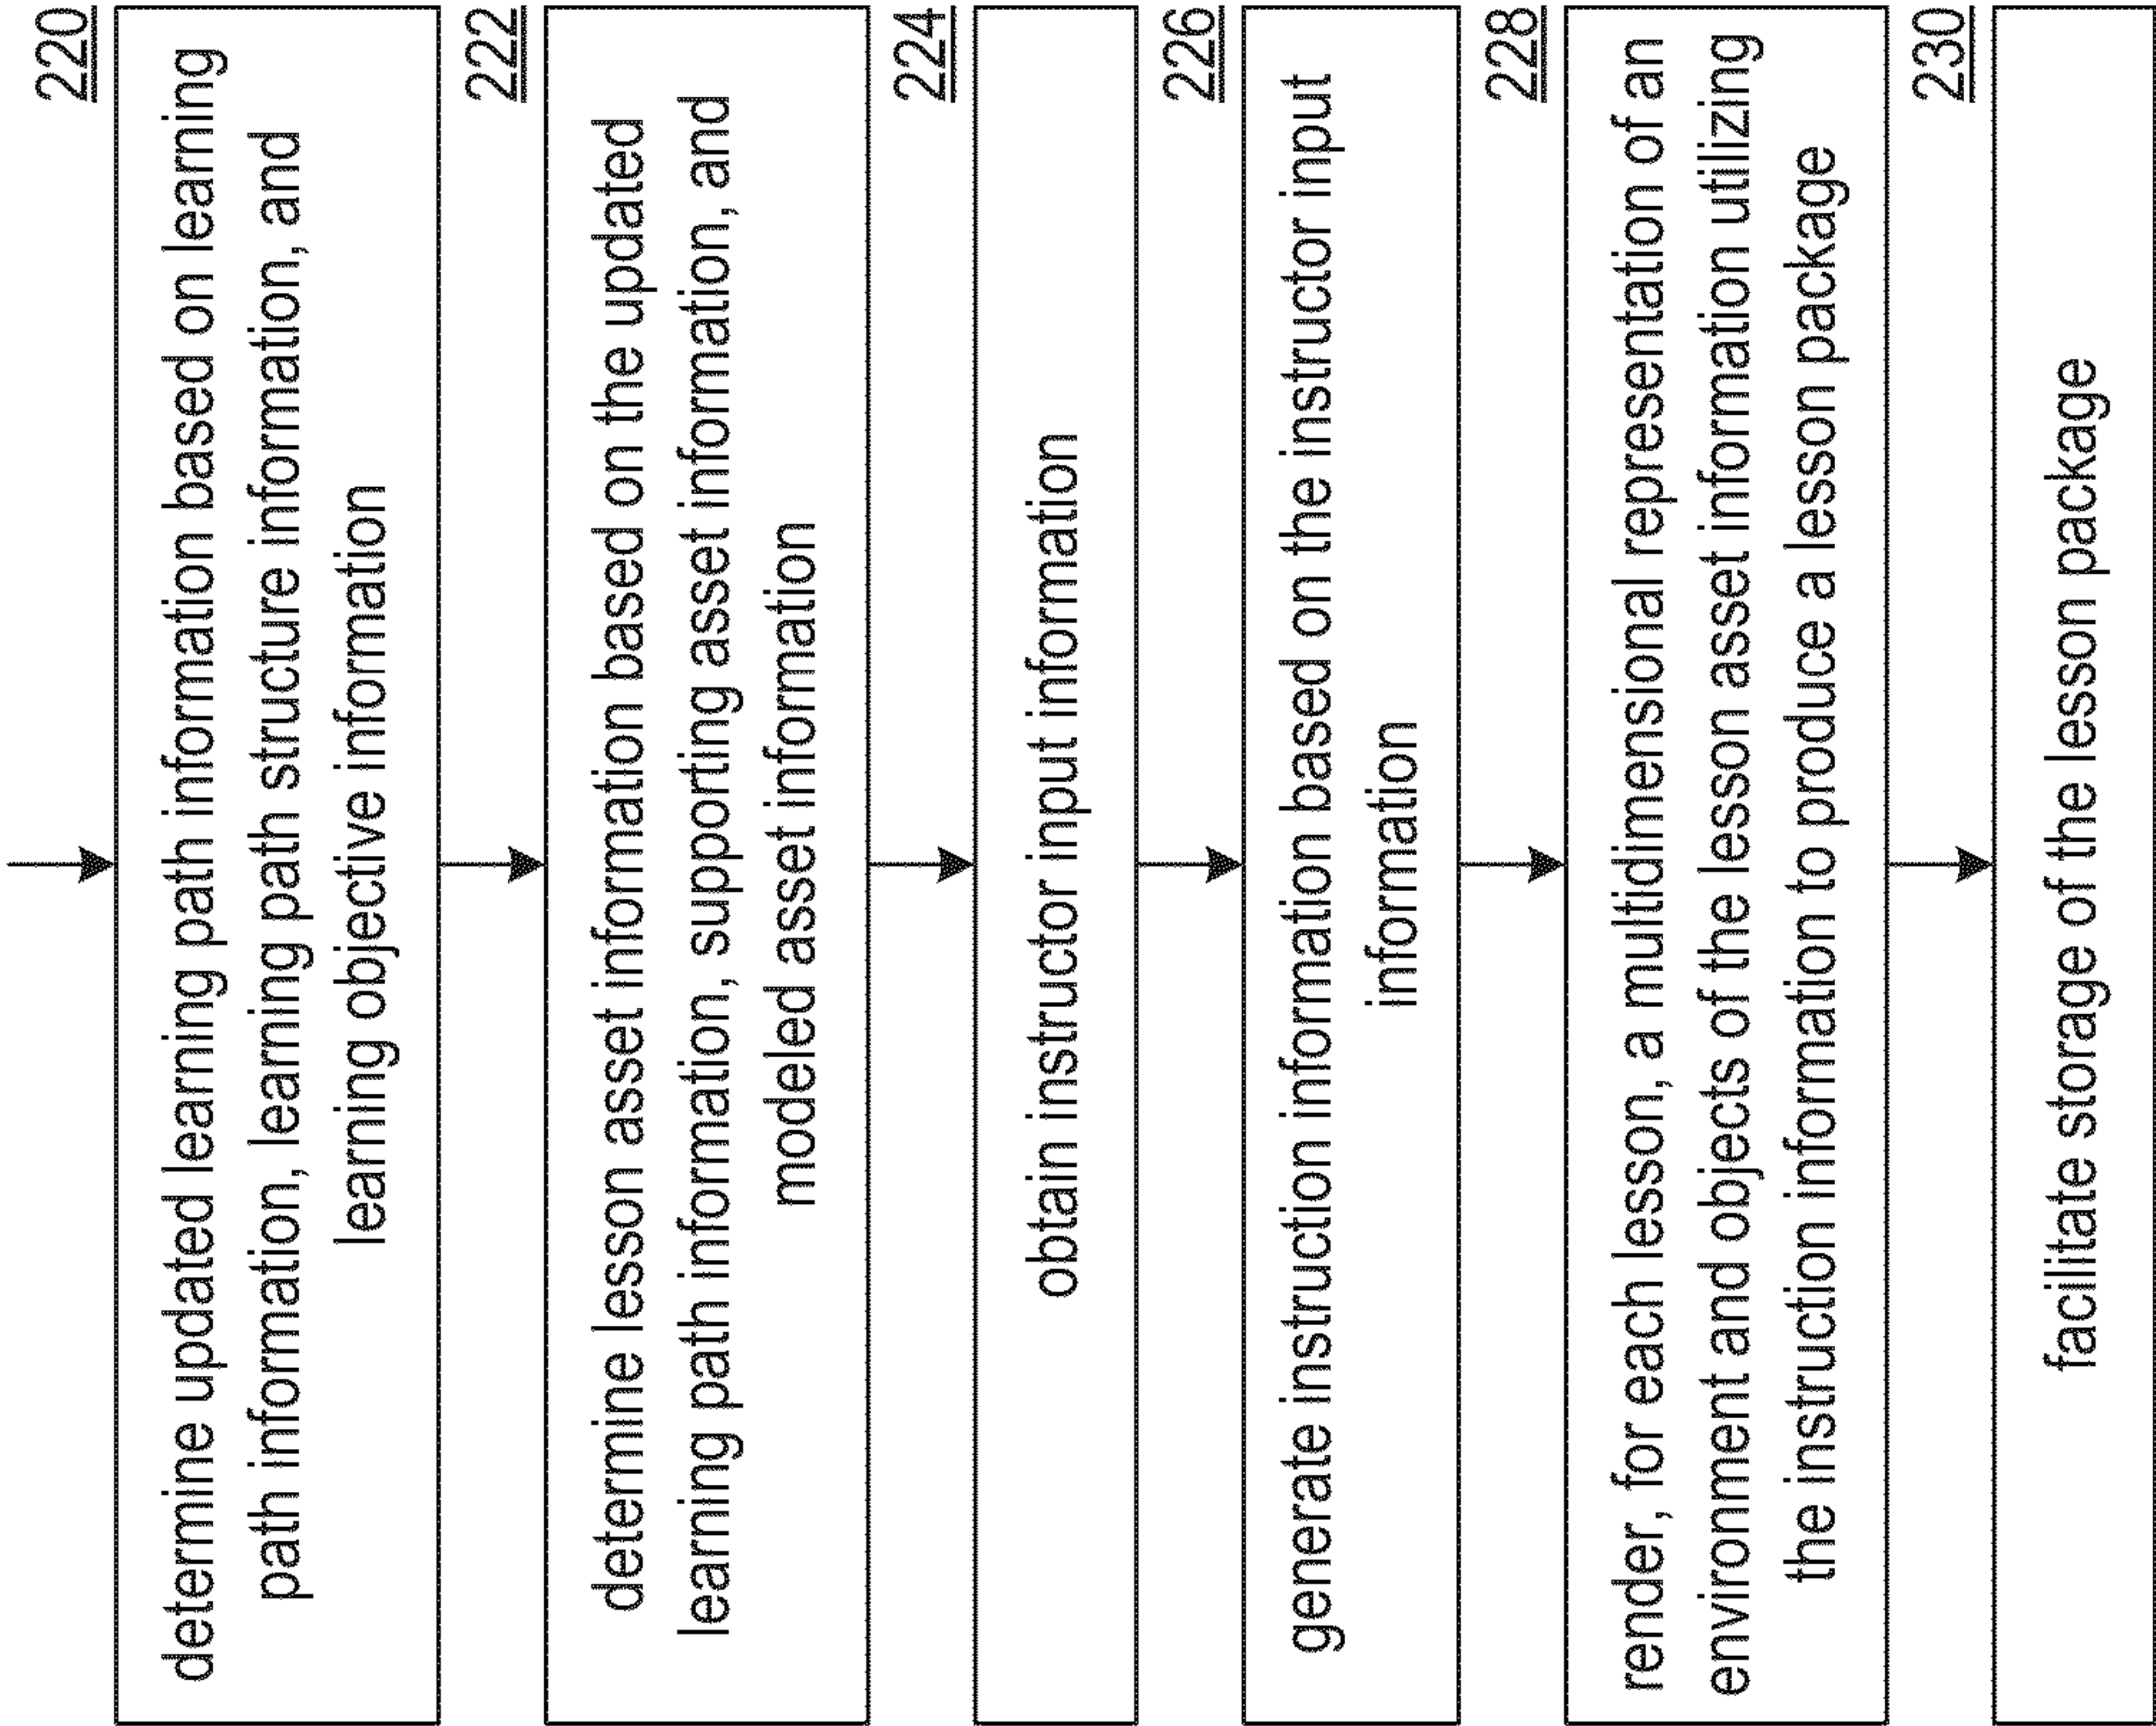 220
determine updated learning path information based on learning
path information, learning path structure information, and
learning objective information
222
determine lesson asset information based on the updated
learning path information, supporting asset information, and
modeled asset information
224
obtain instructor input information
226
generate instruction information based on the instructor input
information
228
render, for each lesson, a multidimensional representation of an
environment and objects of the lesson asset information utilizing
the instruction information to produce a lesson package
230
facilitate storage of the lesson package